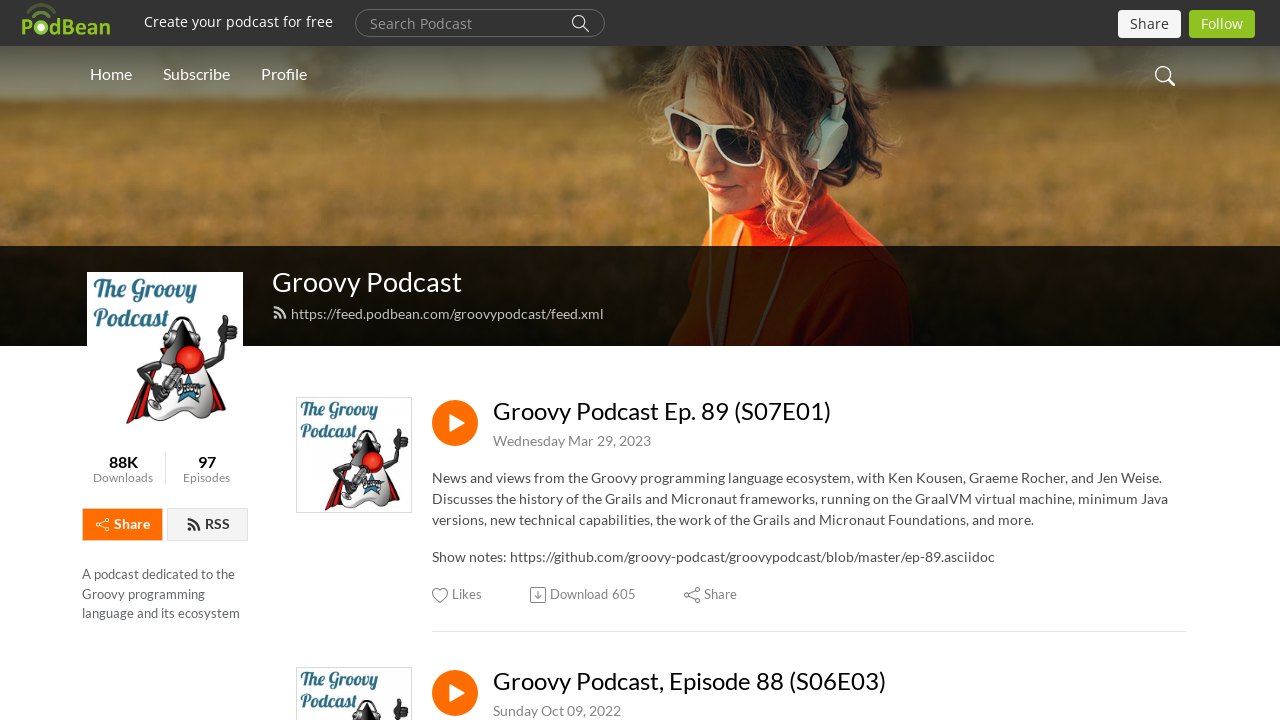 PodBean
Create your podcast for free
Search Podcast
Share
Follow
Home
Subscribe
Profile
The Groovy
Podcast
Groovy
Groovy Podcast
https://feed.podbean.com/groovypodcast/feed.xml
88K
Downloads
97
Episodes
Share
RSS
A podcast dedicated to the
Groovy programming
language and its ecosystem
The Groovy
Podcast
Groovy
Groovy Podcast Ep. 89 (S07E01)
Wednesday Mar 29, 2023
News and views from the Groovy programming language ecosystem, with Ken Kousen, Graeme Rocher, and Jen Weise.
Discusses the history of the Grails and Micronaut frameworks, running on the GraalVM virtual machine, minimum Java
versions, new technical capabilities, the work of the Grails and Micronaut Foundations, and more.
Show notes: https://github.com/groovy-podcast/groovypodcast/blob/master/ep-89.asciidoc
Likes
Download 605
Share
The Groovy
Podcast
Groovy Podcast, Episode 88 (S06E03)
Sunday Oct 09, 2022